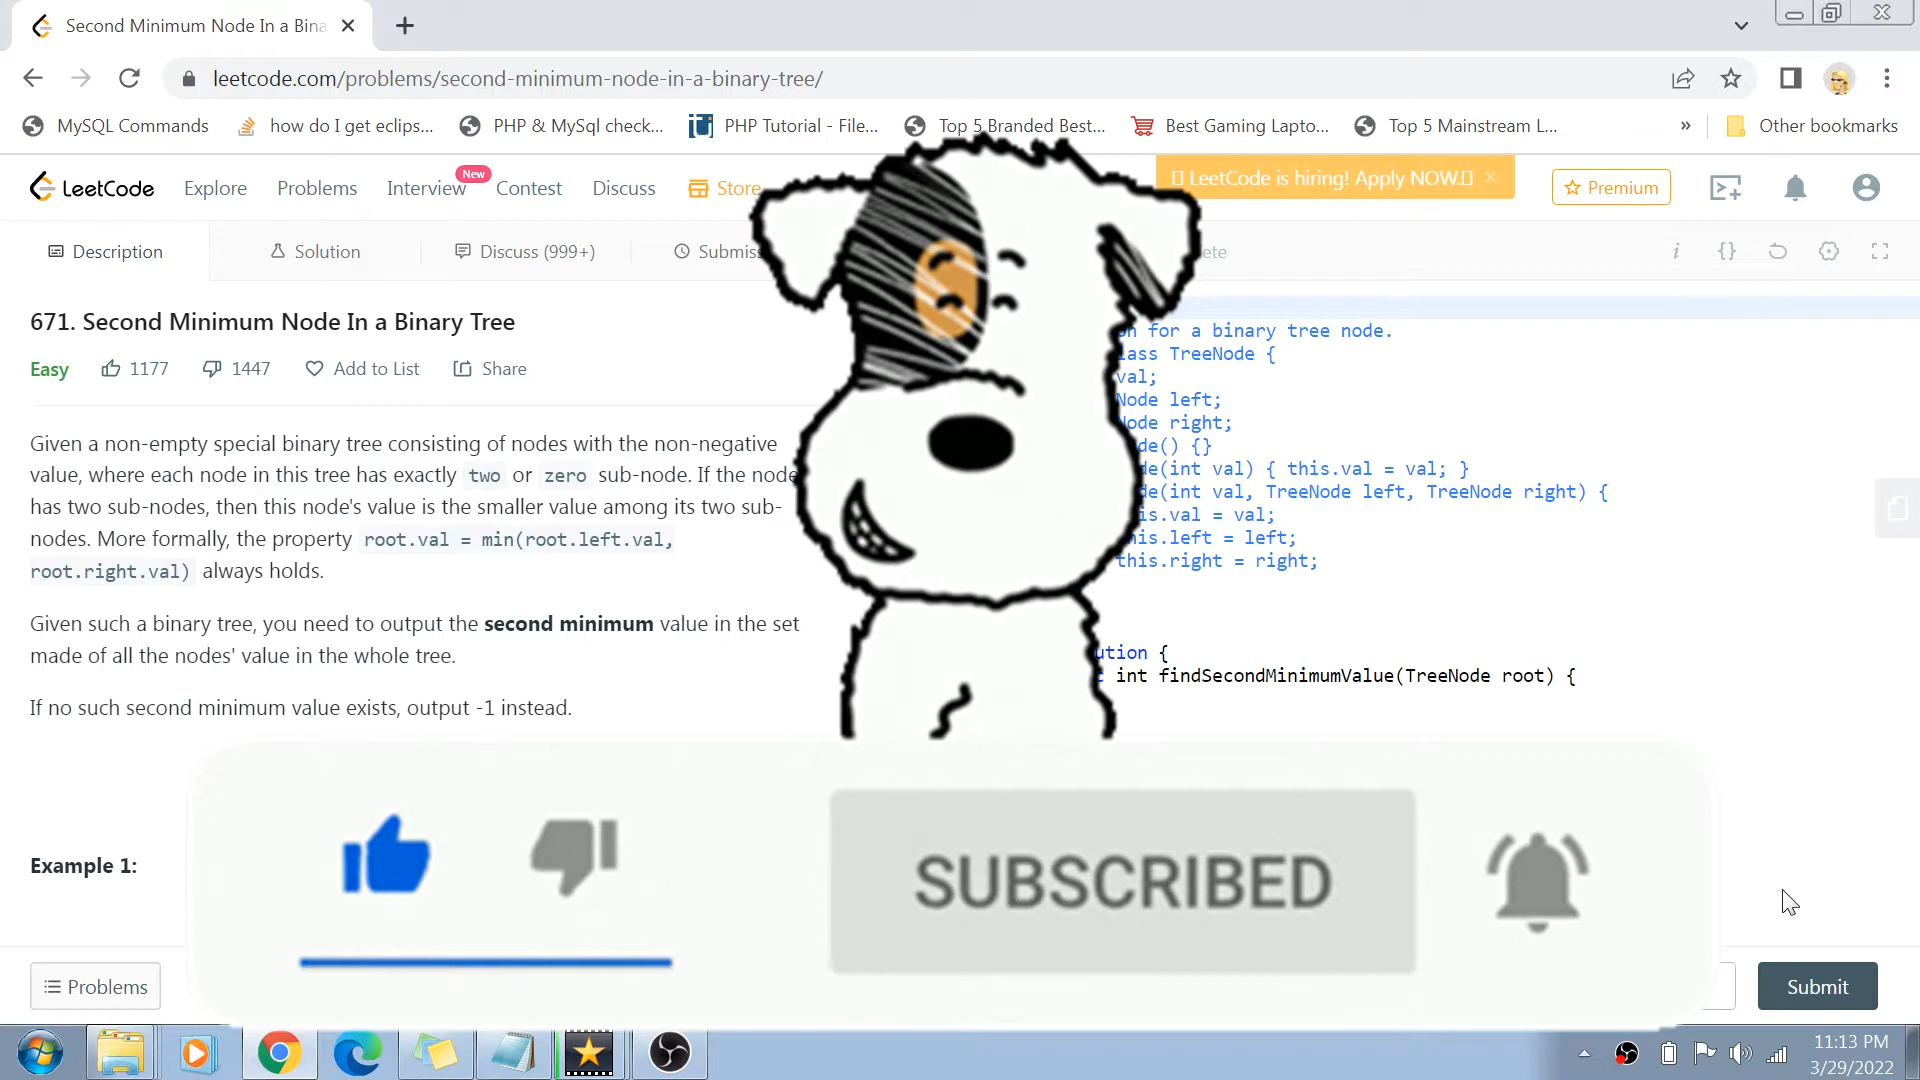 Second Minimum Node In a Bina
leetcode.com/problems/second-minimum-node-in-a-binary-tree/
MySQL Commands
how do I get eclips...
PHP & MySql check...
PHP Tutorial - File...
Top 5 Branded Best...
Best Gaming Lapto...
Top 5 Mainstream L...
»
Other bookmarks
LeetCode
Explore
Problems
Interview
New
Contest
Discuss
Store
LeetCode is hiring! Apply NOW.
Premium
Description
Solution
Discuss (999+)
Submiss
ete
i {}
671. Second Minimum Node In a Binary Tree
Easy 1177 1447 Add to List Share
Given a non-empty special binary tree consisting of nodes with the non-negative
value, where each node in this tree has exactly two or zero sub-node. If the node
has two sub-nodes, then this node's value is the smaller value among its two sub-
nodes. More formally, the property root.val = min(root.left.val,
root.right.val) always holds.
Given such a binary tree, you need to output the second minimum value in the set
made of all the nodes' value in the whole tree.
If no such second minimum value exists, output -1 instead.
Example 1:
on for a binary tree node.
lass TreeNode {
val;
Node left;
Node right;
de() {}
de(int val) { this.val = val; }
de(int val, TreeNode left, TreeNode right) {
is.val = val;
his.left = left;
this.right = right;
ution {
c int findSecondMinimumValue(TreeNode root) {
SUBSCRIBED
Problems
Submit
11:13 PM
3/29/2022